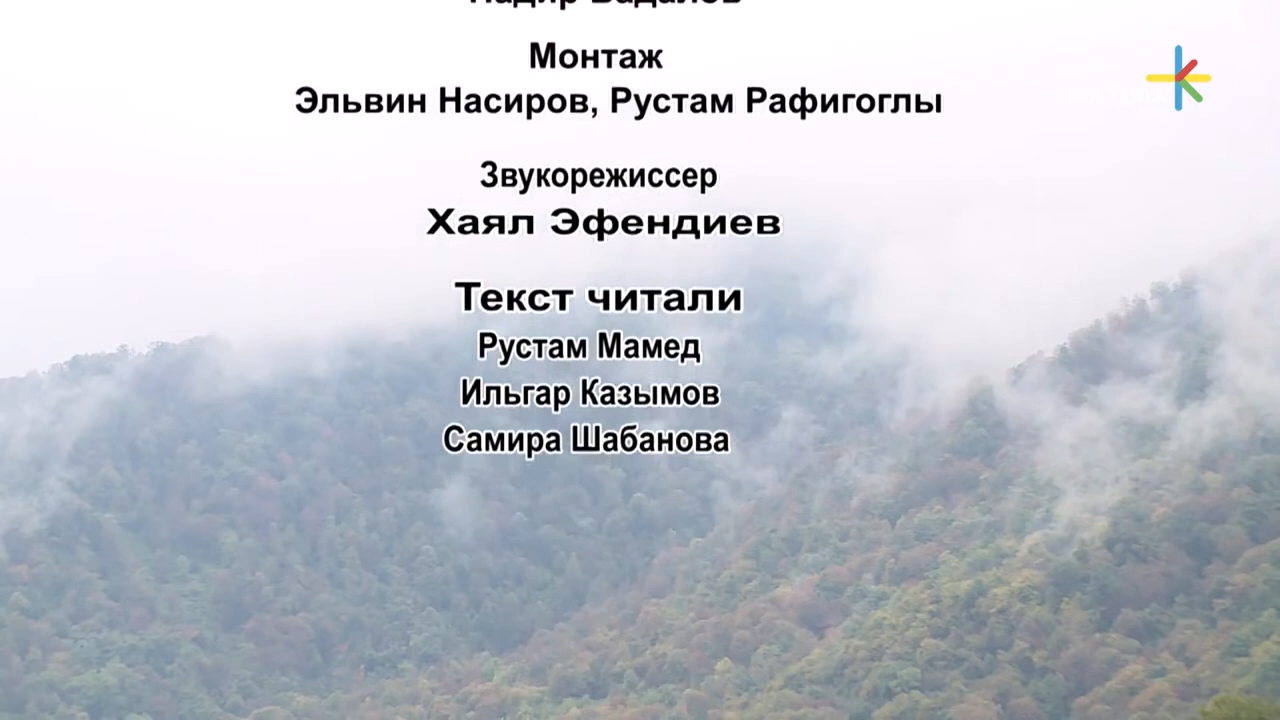 Монтаж
Эльвин Насиров, Рустам Рафигоглы
Звукорежиссер
Хаял Эфендиев
Текст читали
Рустам Мамед
Ильгар Казымов
Самира Шабанова